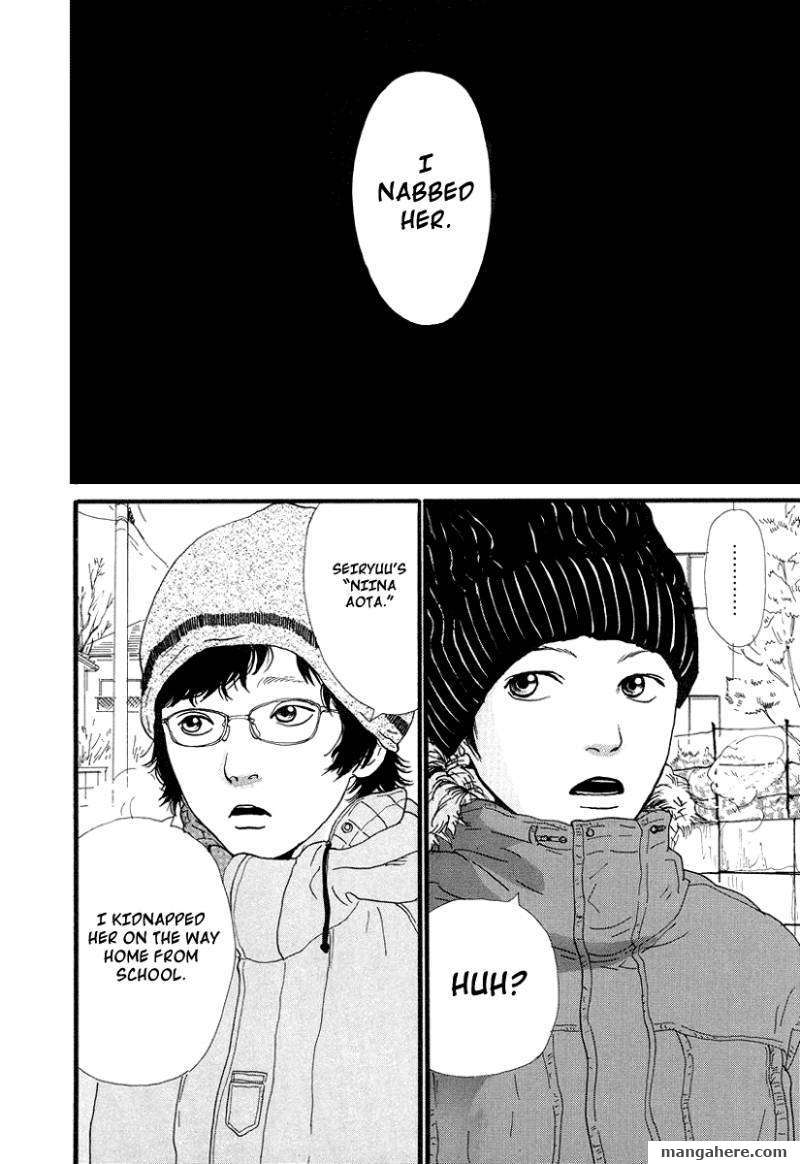 I
NABBED
HER.
........
HUH?
SEIRYUU'S
"NIINA
AOTA."
I KIDNAPPED
HER ON THE WAY
HOME FROM
SCHOOL.
mangahere.com